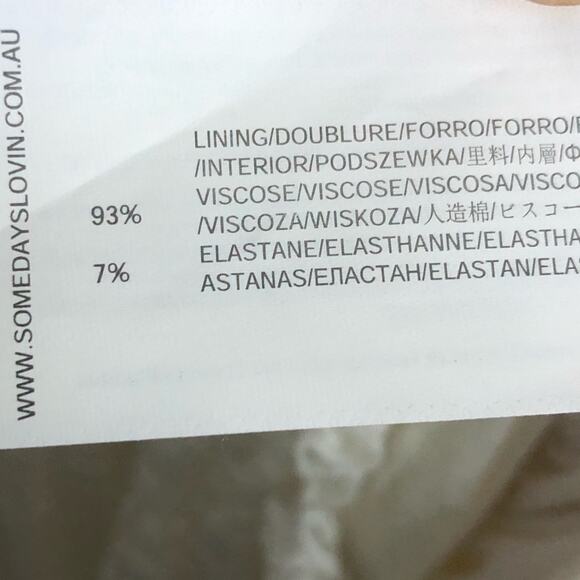 WWW.SOMEDAYSLOVIN.COM.AU
LINING/DOUBLURE/FORRO/FORRO/
/INTERIOR/PODSZEWKA/里料/内層/
VISCOSE/VISCOSE/VISCOSA/VISCO
93% /VISCOZA/WISKOZA/人造棉/ビスコー
ELASTANE/ELASTHANNE/ELASTHA
7% ASTANAS/ЕЛАСТАН/ELASTAN/ELA